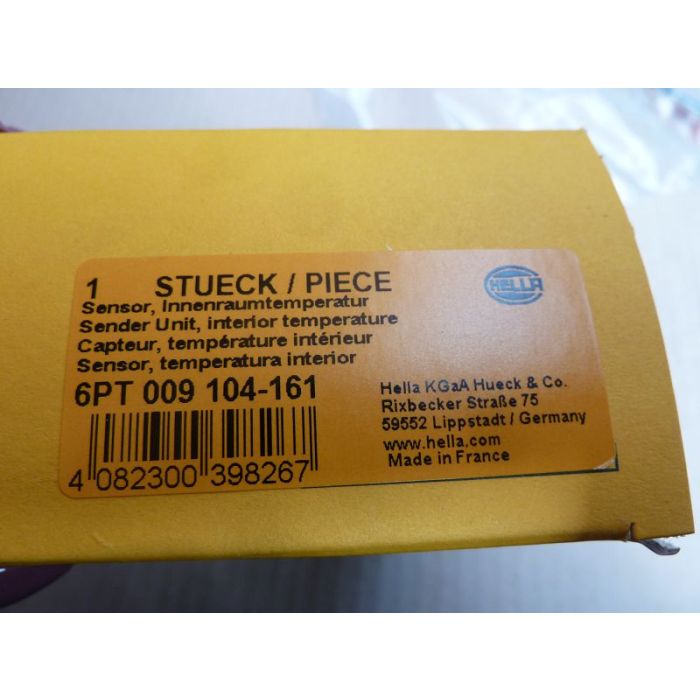 1 STUECK / PIECE
HELLA
Sensor, Innenraumtemperatur
Sender Unit, interior temperature
Capteur, température intérieur
Sensor, temperatura interior
6PT 009 104-161
4 082300 398267
Hella KGaA Hueck & Co.
Rixbecker Straße 75
59552 Lippstadt / Germany
www.hella.com
Made in France